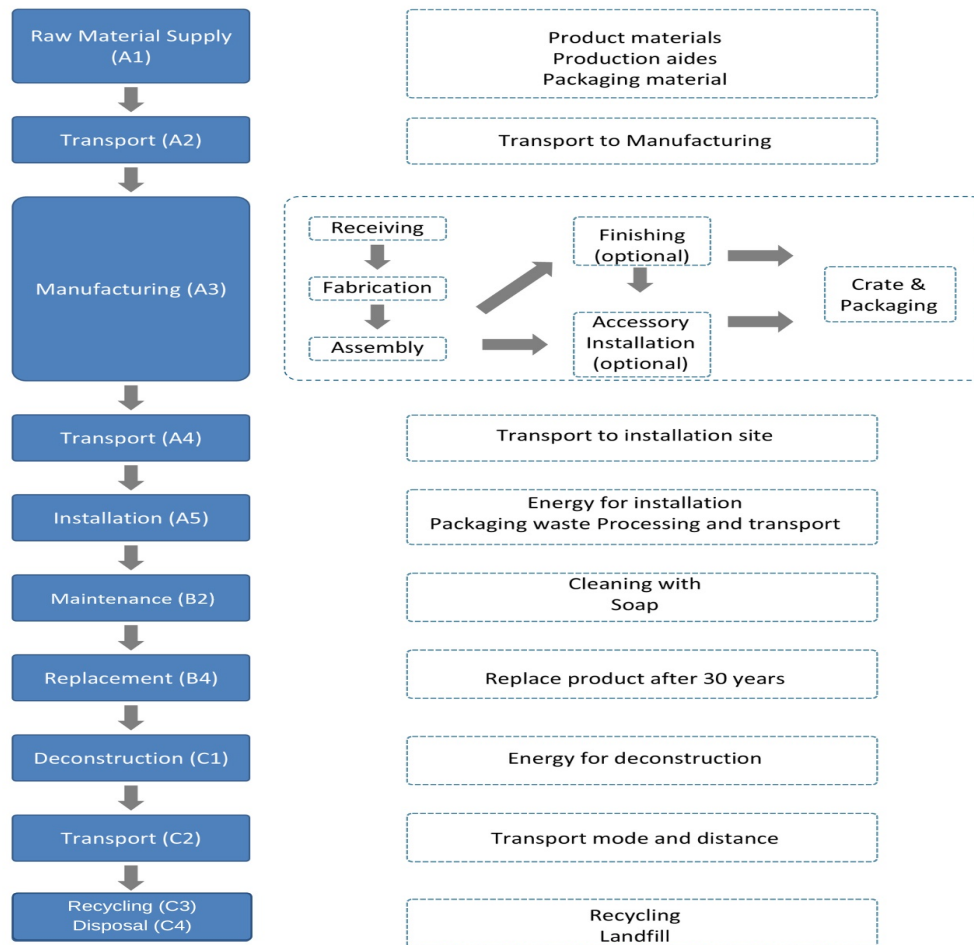 Raw Material Supply
(A1)
Product materials
Production aides
Packaging material
Transport (A2)
Transport to Manufacturing
Manufacturing (A3)
Receiving
Fabrication
Assembly
Finishing
(optional)
Accessory
Installation
(optional)
Crate &
Packaging
Transport (A4)
Transport to installation site
Installation (A5)
Energy for installation
Packaging waste Processing and transport
Maintenance (B2)
Cleaning with
Soap
Replacement (B4)
Replace product after 30 years
Deconstruction (C1)
Energy for deconstruction
Transport (C2)
Transport mode and distance
Recycling (C3)
Disposal (C4)
Recycling
Landfill